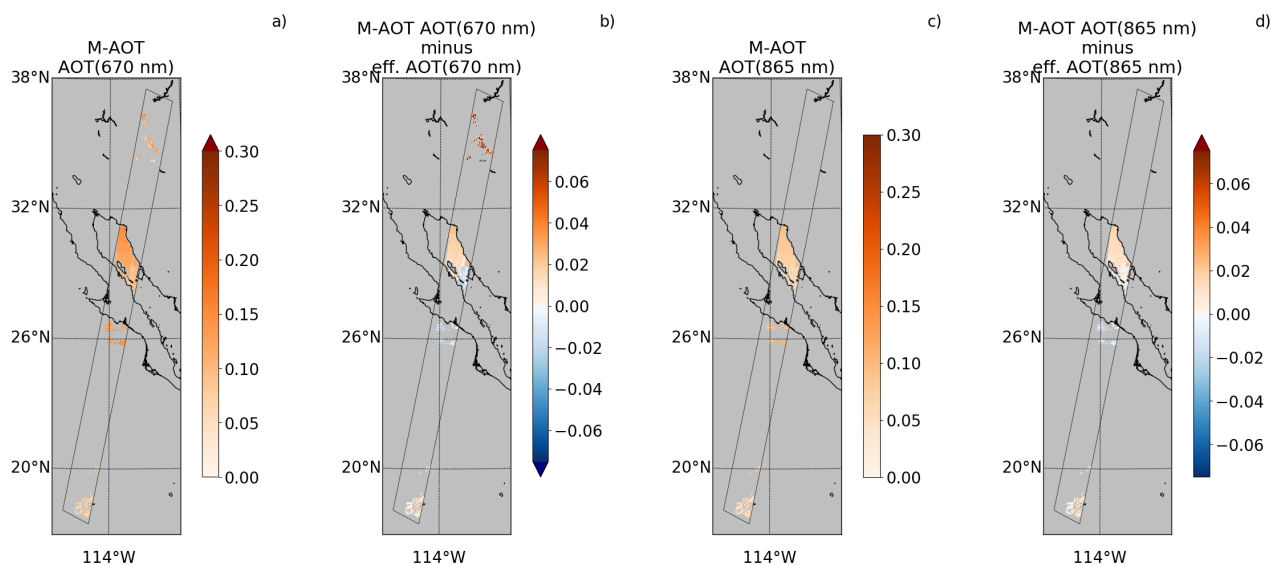 a)
M-AOT
AOT(670 nm)
38°N
32°N
26°N
20°N
114°W
0.30
0.25
0.20
0.15
0.10
0.05
0.00
b)
M-AOT AOT(670 nm)
minus
eff. AOT(670 nm)
38°N
32°N
26°N
20°N
114°W
0.06
0.04
0.02
0.00
−0.02
−0.04
−0.06
c)
M-AOT
AOT(865 nm)
38°N
32°N
26°N
20°N
114°W
0.30
0.25
0.20
0.15
0.10
0.05
0.00
d)
M-AOT AOT(865 nm)
minus
eff. AOT(865 nm)
38°N
32°N
26°N
20°N
114°W
0.06
0.04
0.02
0.00
−0.02
−0.04
−0.06